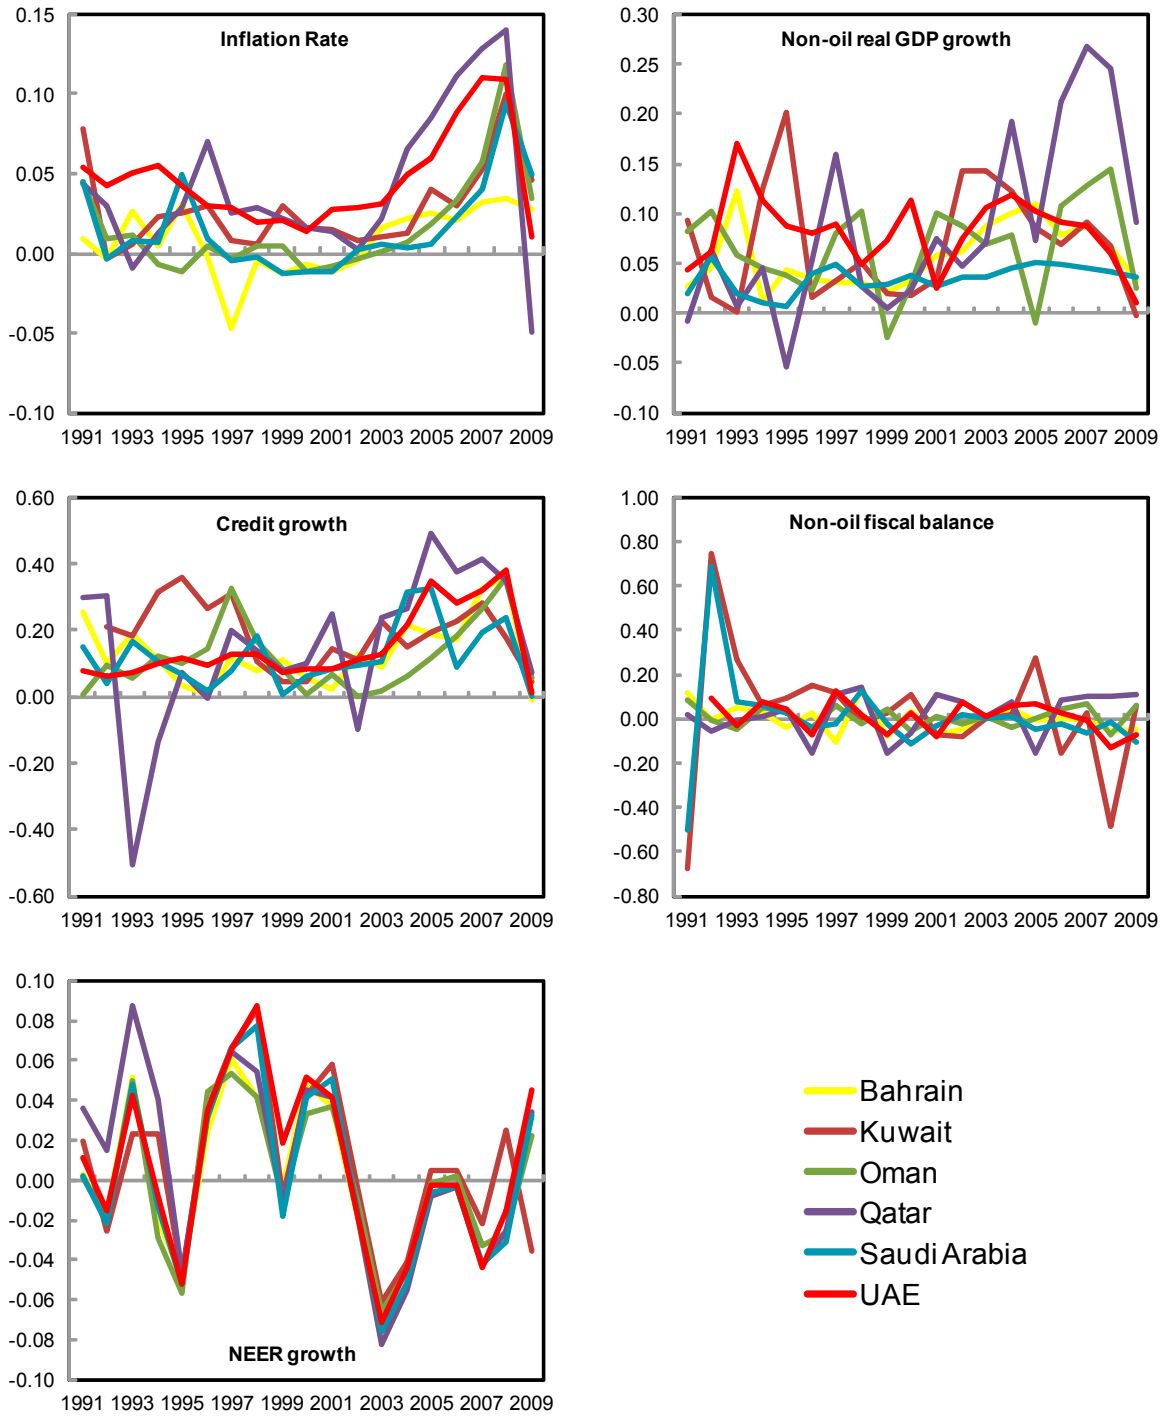 Inflation Rate
0.15
0.10
0.05
0.00
-0.05
-0.10
1991 1993 1995 1997 1999 2001 2003 2005 2007 2009
Non-oil real GDP growth
0.30
0.25
0.20
0.15
0.10
0.05
0.00
-0.05
-0.10
1991 1993 1995 1997 1999 2001 2003 2005 2007 2009
Credit growth
0.60
0.40
0.20
0.00
-0.20
-0.40
-0.60
1991 1993 1995 1997 1999 2001 2003 2005 2007 2009
Non-oil fiscal balance
1.00
0.80
0.60
0.40
0.20
0.00
-0.20
-0.40
-0.60
-0.80
1991 1993 1995 1997 1999 2001 2003 2005 2007 2009
0.10
0.08
0.06
0.04
0.02
0.00
-0.02
-0.04
-0.06
-0.08
-0.10
NEER growth
1991 1993 1995 1997 1999 2001 2003 2005 2007 2009
Bahrain
Kuwait
Oman
Qatar
Saudi Arabia
UAE